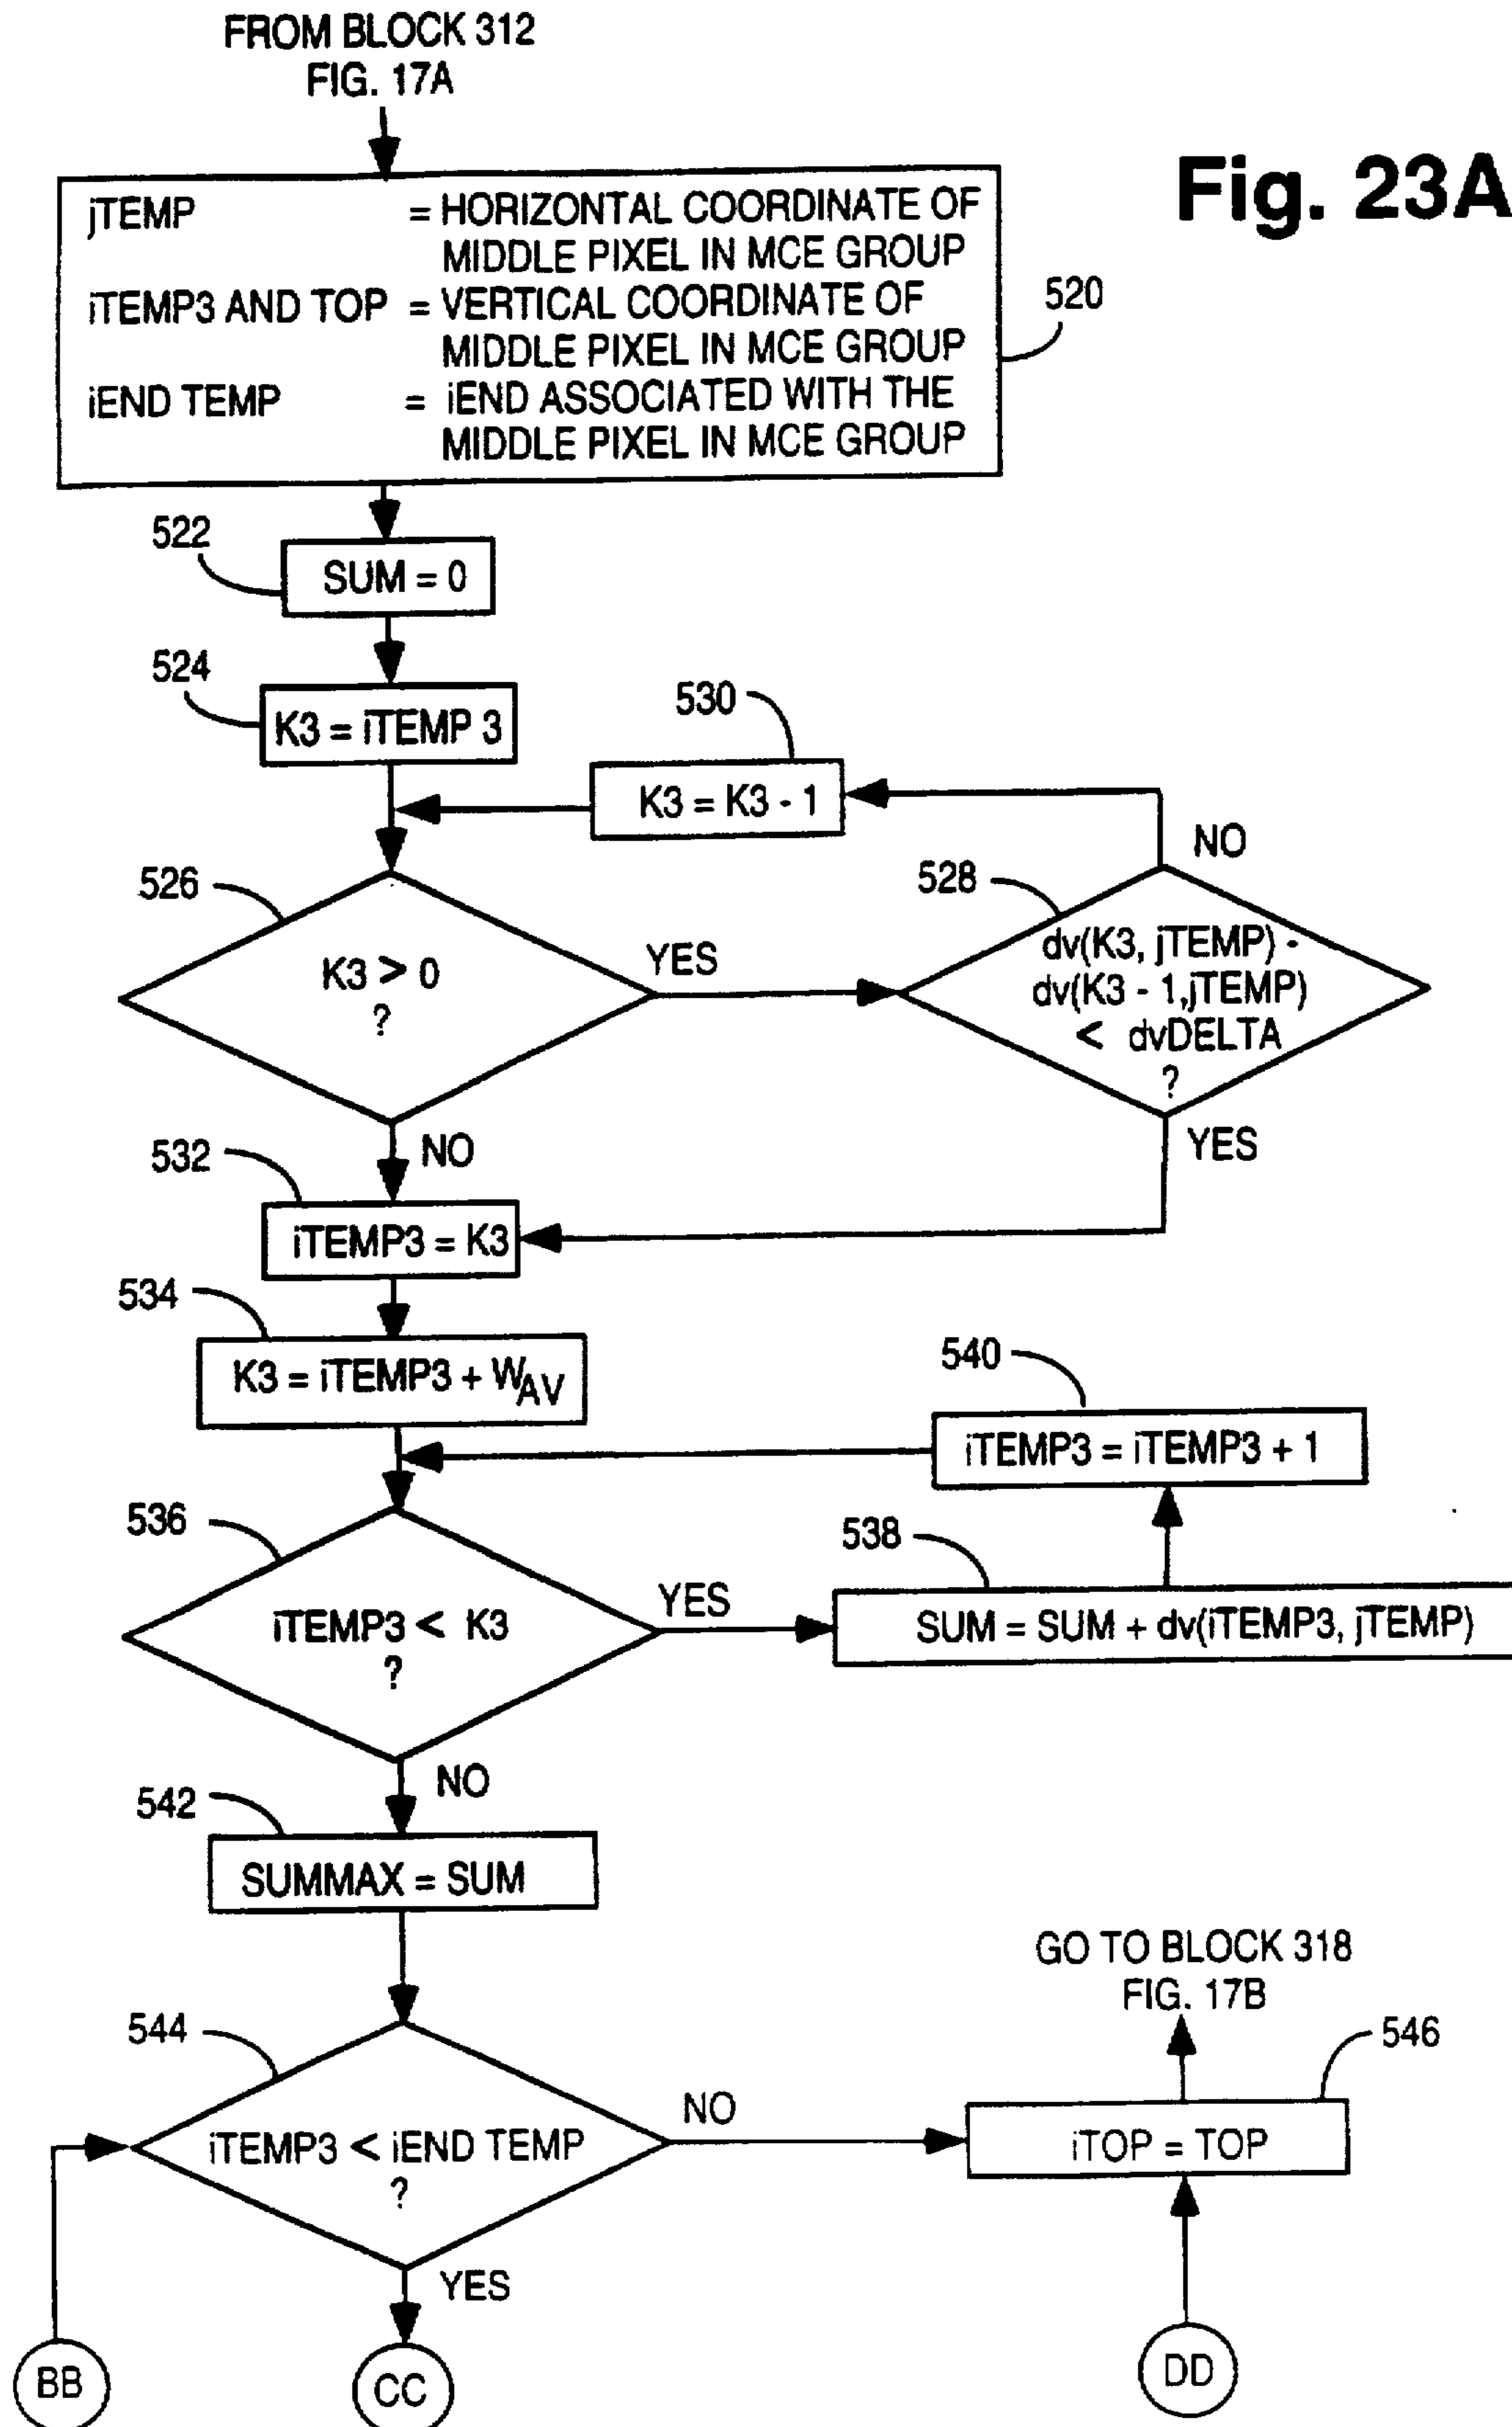 FROM BLOCK 312
FIG. 17A
Fig. 23A
jTEMP = HORIZONTAL COORDINATE OF
MIDDLE PIXEL IN MCE GROUP
iTEMP3 AND TOP = VERTICAL COORDINATE OF
MIDDLE PIXEL IN MCE GROUP
iEND TEMP = iEND ASSOCIATED WITH THE
MIDDLE PIXEL IN MCE GROUP
520
522
SUM = 0
524
K3 = iTEMP 3
530
K3 = K3 - 1
NO
526
K3 > 0
?
YES
528
dv(K3, jTEMP) -
dv(K3 - 1,jTEMP)
< dvDELTA
?
YES
NO
532
iTEMP3 = K3
534
K3 = iTEMP3 + WAV
540
iTEMP3 = iTEMP3 + 1
536
iTEMP3 < K3
?
YES
538
SUM = SUM + dv(iTEMP3, jTEMP)
NO
542
SUMMAX = SUM
GO TO BLOCK 318
FIG. 17B
544
iTEMP3 < iEND TEMP
?
NO
546
iTOP = TOP
YES
BB
CC
DD